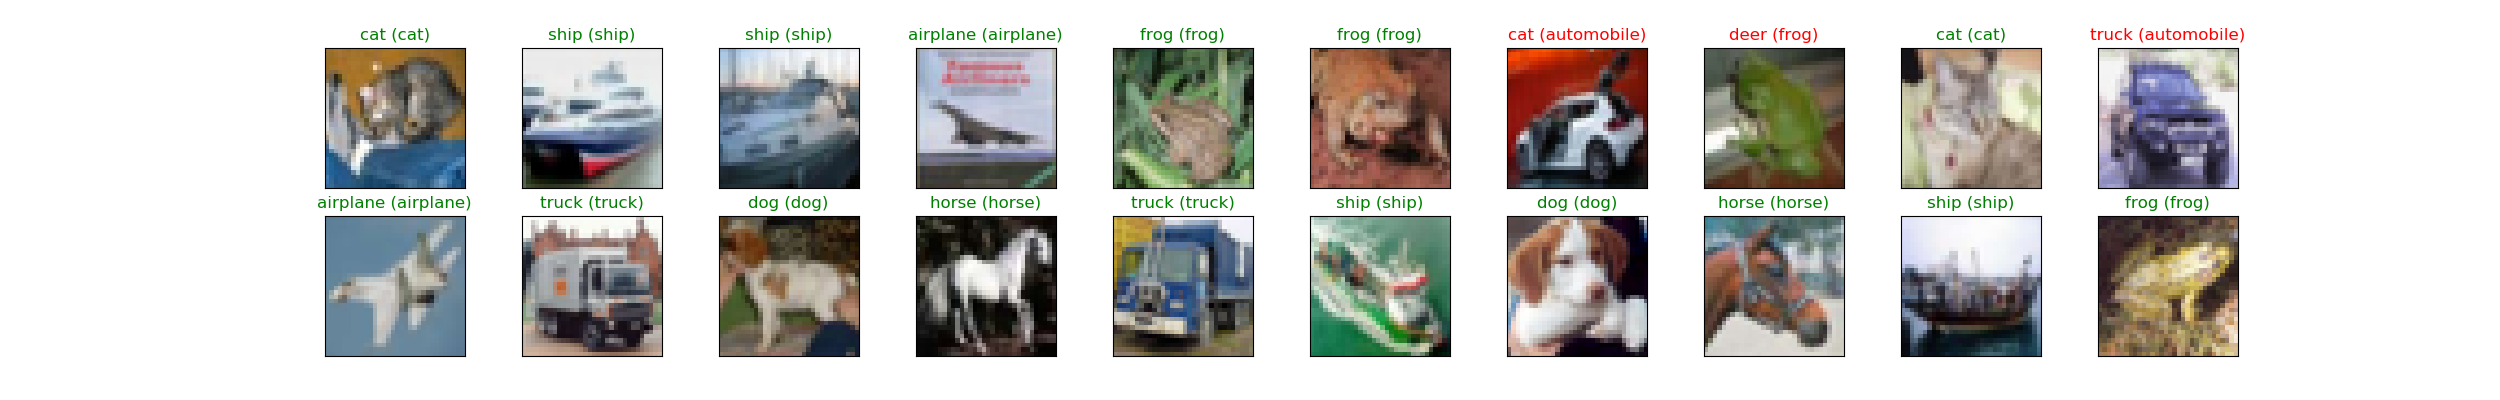 cat (cat)
ship (ship)
ship (ship)
airplane (airplane)
frog (frog)
frog (frog)
cat (automobile)
deer (frog)
cat (cat)
truck (automobile)
airplane (airplane)
truck (truck)
dog (dog)
horse (horse)
truck (truck)
ship (ship)
dog (dog)
horse (horse)
ship (ship)
frog (frog)